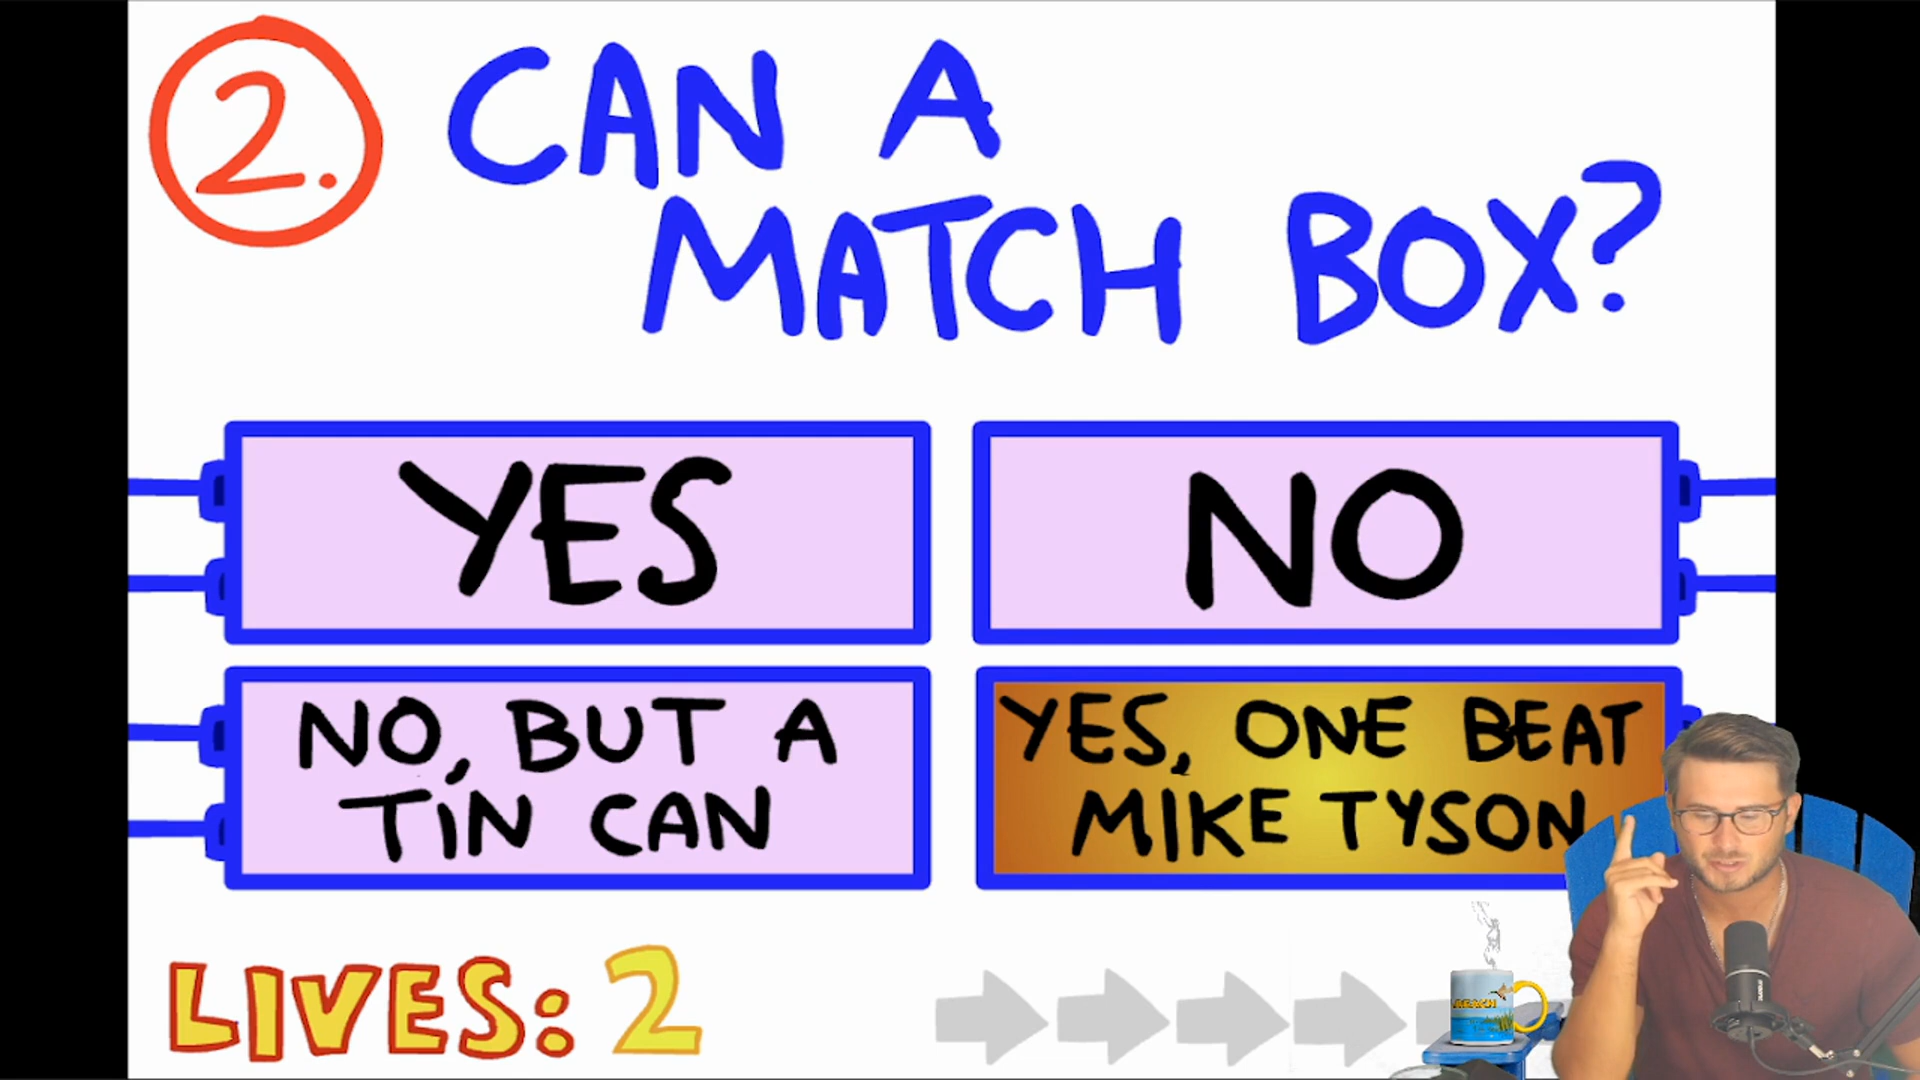 2.
CAN A
MATCH BOX?
YES
NO
NO, BUT A
TIN CAN
YES, ONE BEAT
MIKE TYSON
LIVES: 2